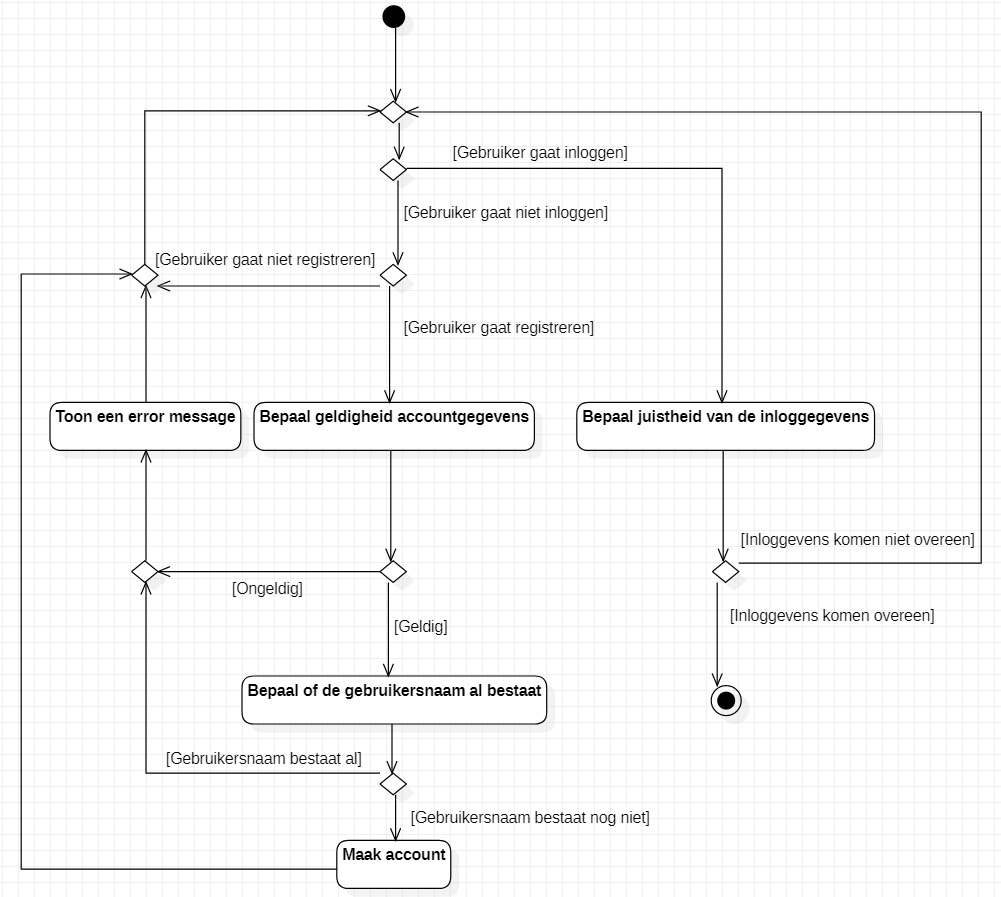 [Gebruiker gaat inloggen]
[Gebruiker gaat niet inloggen]
[Gebruiker gaat niet registreren]
[Gebruiker gaat registreren]
Toon een error message
Bepaal geldigheid accountgegevens
Bepaal juistheid van de inloggegevens
[Inloggevens komen niet overeen]
[Ongeldig]
[Inloggevens komen overeen]
[Geldig]
Bepaal of de gebruikersnaam al bestaat
[Gebruikersnaam bestaat al]
[Gebruikersnaam bestaat nog niet]
Maak account